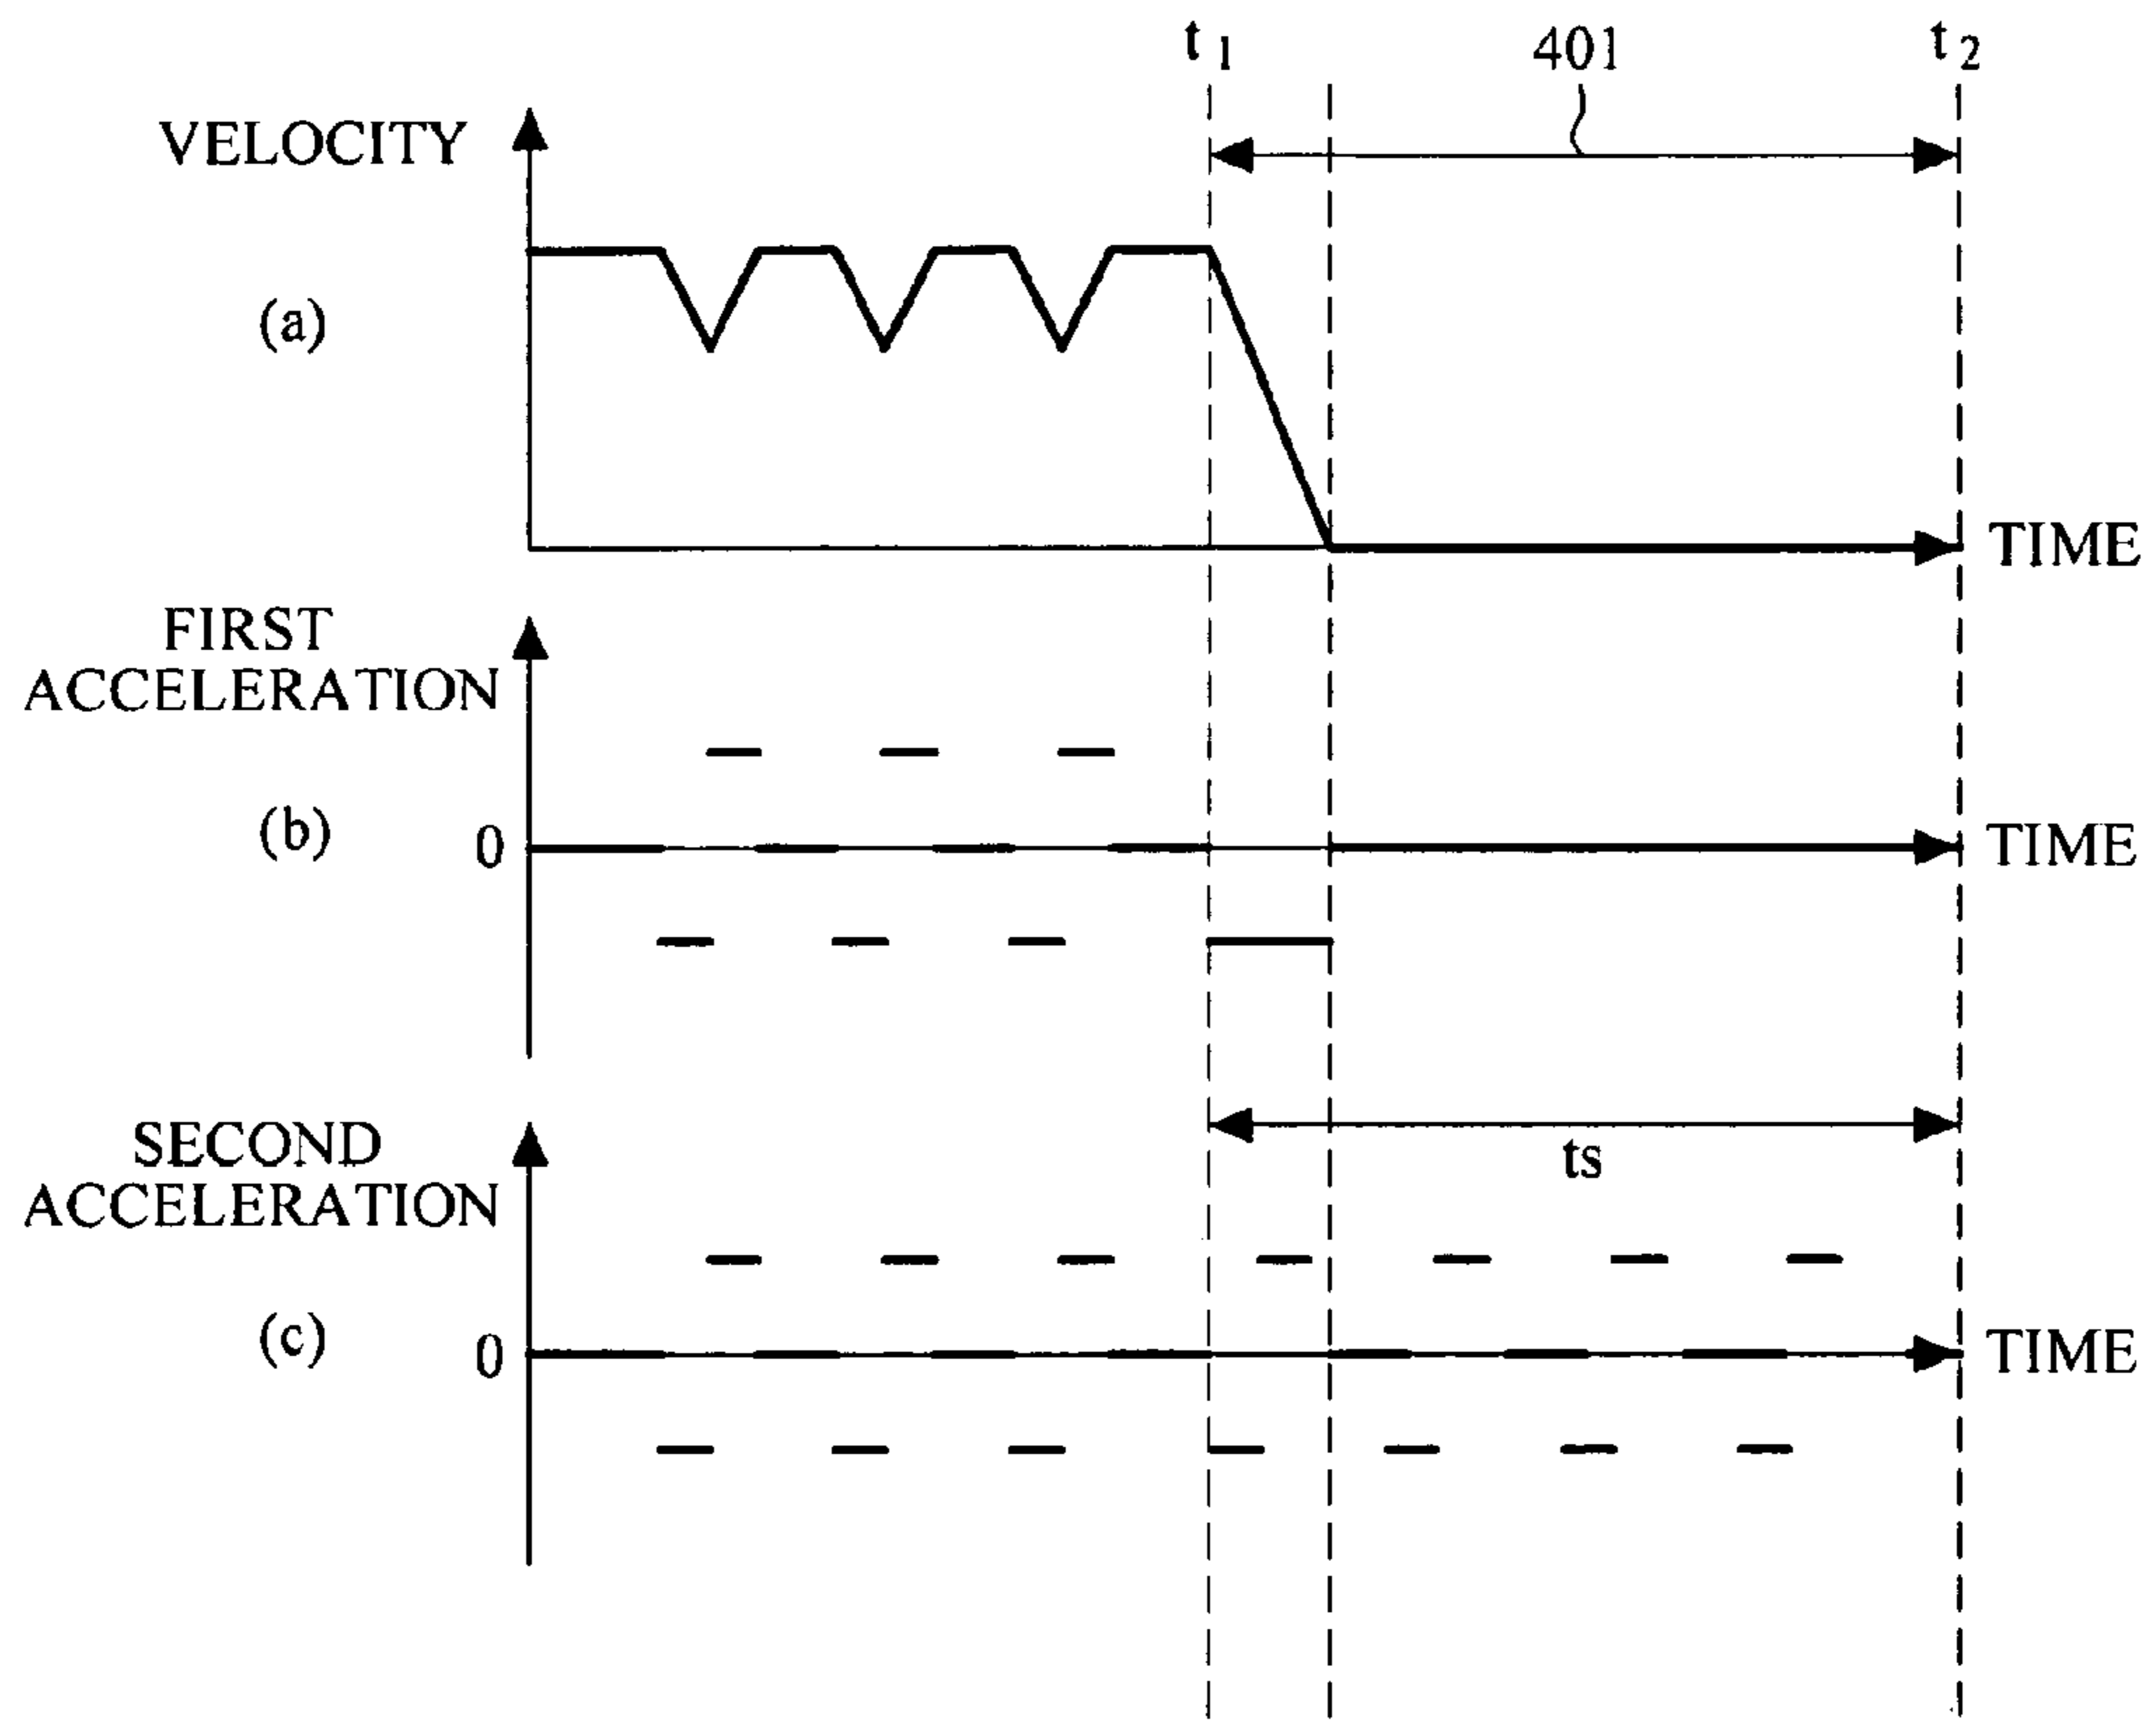 t1 401 t2
VELOCITY
(a)
TIME
FIRST
ACCELERATION
(b)
0
TIME
ts
SECOND
ACCELERATION
(c)
0
TIME